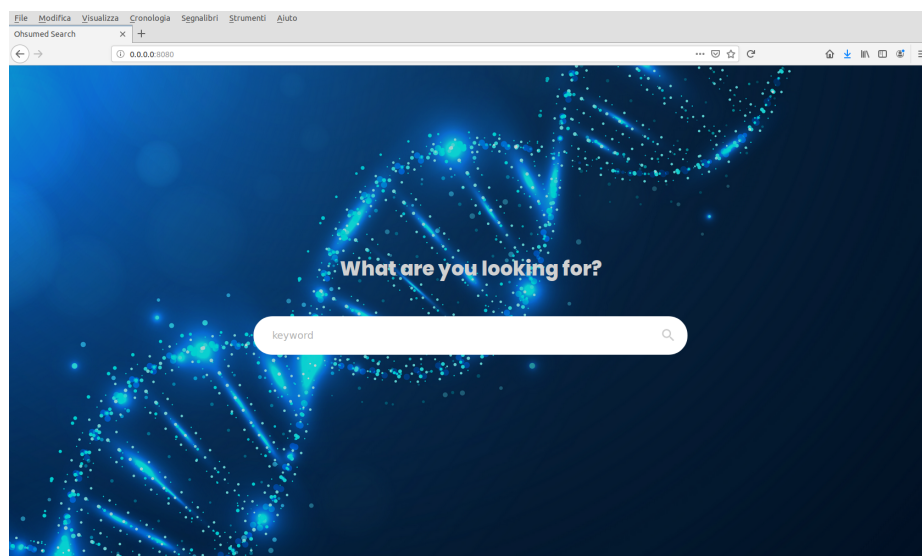 File Modifica Visualizza Cronologia Segnalibri Strumenti Aiuto
Ohsumed Search
0.0.0.0:8080
What are you looking for?
keyword